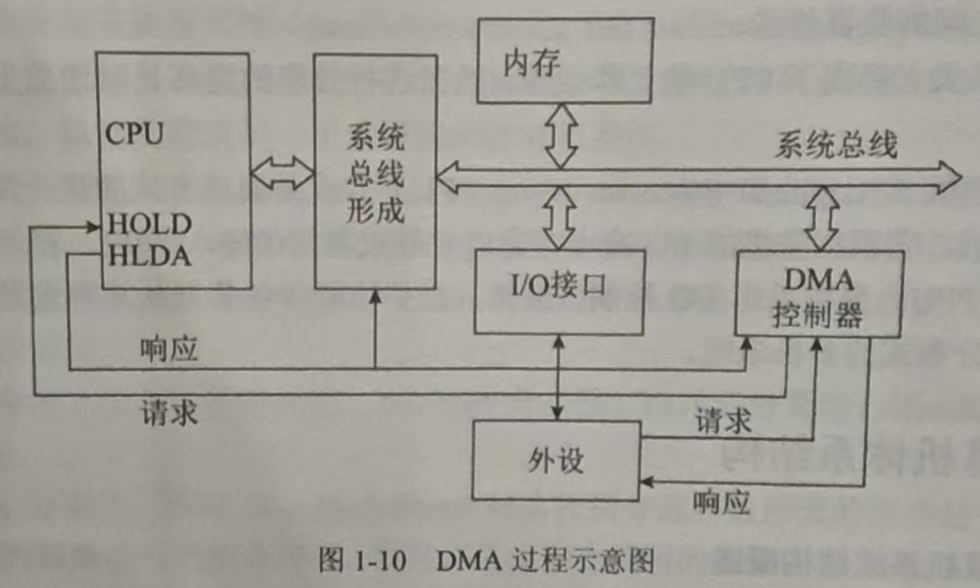 内存
CPU
系统
总线
形成
系统总线
HOLD
HLDA
I/O接口
DMA
控制器
响应
请求
请求
外设
响应
图 1-10 DMA 过程示意图